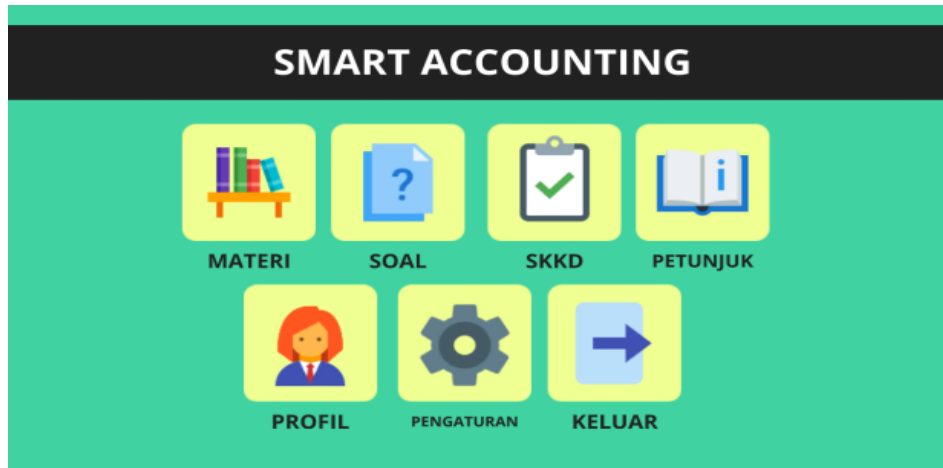 SMART ACCOUNTING
?
i
MATERI SOAL SKKD PETUNJUK
PROFIL PENGATURAN KELUAR